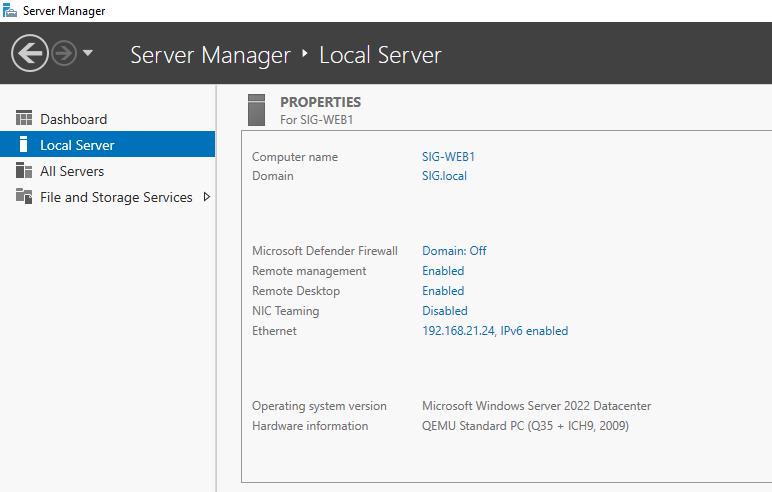 Server Manager
Server Manager ‣ Local Server
Dashboard
Local Server
All Servers
File and Storage Services
PROPERTIES
For SIG-WEB1
Computer name SIG-WEB1
Domain SIG.local
Microsoft Defender Firewall Domain: Off
Remote management Enabled
Remote Desktop Enabled
NIC Teaming Disabled
Ethernet 192.168.21.24, IPv6 enabled
Operating system version Microsoft Windows Server 2022 Datacenter
Hardware information QEMU Standard PC (Q35 + ICH9, 2009)